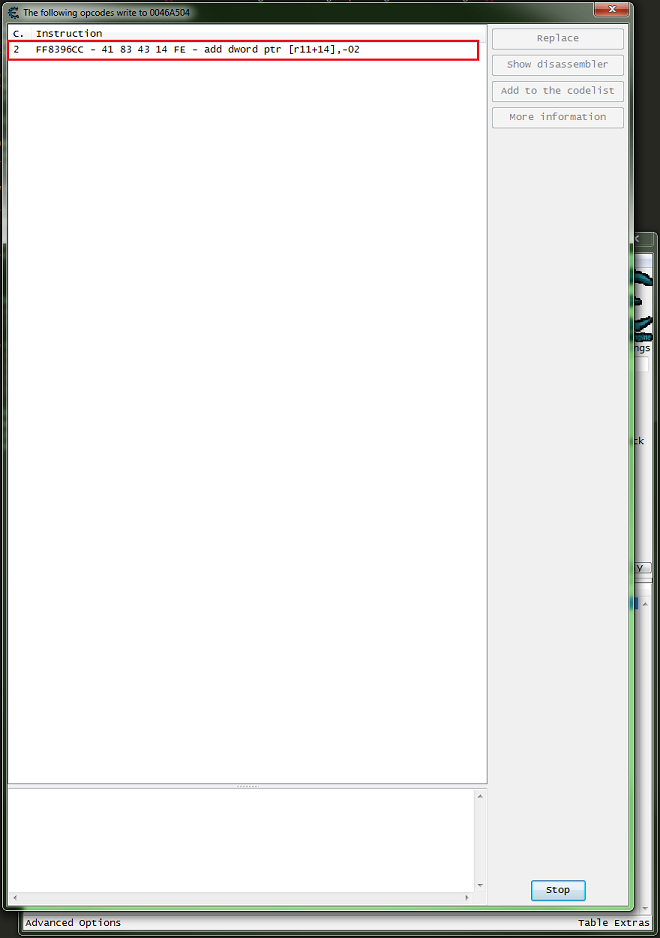 The following opcodes write to 0046A504
C. Instruction
2 FF8396CC - 41 83 43 14 FE - add dword ptr [r11+14],-02
Replace
Show disassembler
Add to the codelist
More information
ngs
ck
y
Stop
Advanced Options Table Extras